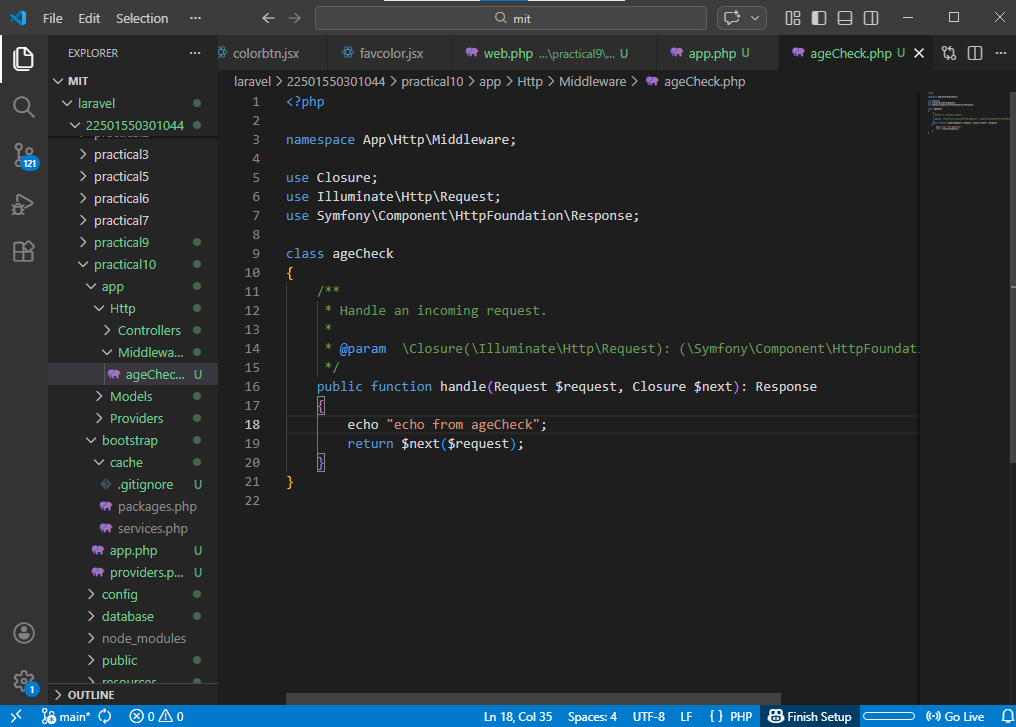 File Edit Selection ··· mit
EXPLORER ···
colorbtn.jsx favcolor.jsx web.php ...\practical9\... U app.php U ageCheck.php U ···
MIT
laravel
22501550301044
practical3
practical5
practical6
practical7
practical9
practical10
app
Http
Controllers
Middlewa...
ageChec... U
Models
Providers
bootstrap
cache
.gitignore U
packages.php
services.php
app.php U
providers.p... U
config
database
node_modules
public
resources
OUTLINE
121
1
laravel > 22501550301044 > practical10 > app > Http > Middleware > ageCheck.php
1 <?php
2
3 namespace App\Http\Middleware;
4
5 use Closure;
6 use Illuminate\Http\Request;
7 use Symfony\Component\HttpFoundation\Response;
8
9 class ageCheck
10 {
11 /**
12 * Handle an incoming request.
13 *
14 * @param  \Closure(\Illuminate\Http\Request): (\Symfony\Component\HttpFoundat
15 */
16 public function handle(Request $request, Closure $next): Response
17 {
18 echo "echo from ageCheck";
19 return $next($request);
20 }
21 }
22
main* 0 0 Ln 18, Col 35 Spaces: 4 UTF-8 LF { } PHP Finish Setup Go Live